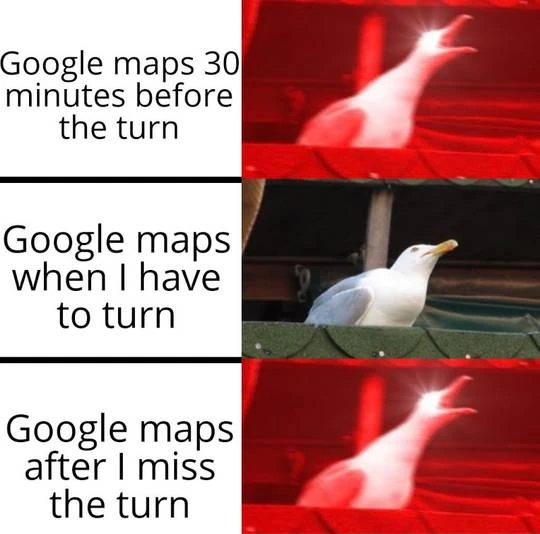 Google maps 30
minutes before
the turn
Google maps
when I have
to turn
Google maps
after I miss
the turn